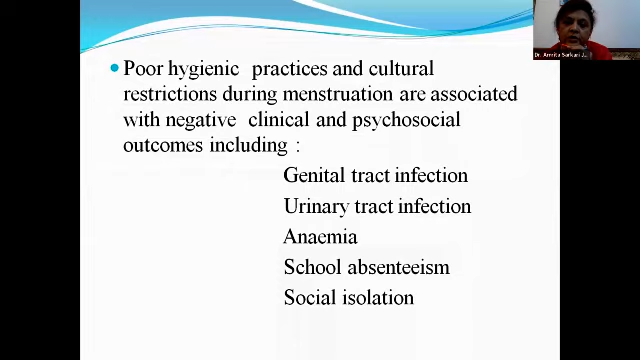 Poor hygienic practices and cultural
restrictions during menstruation are associated
with negative clinical and psychosocial
outcomes including :
Genital tract infection
Urinary tract infection
Anaemia
School absenteeism
Social isolation
Dr. Amrita Sarkari J...